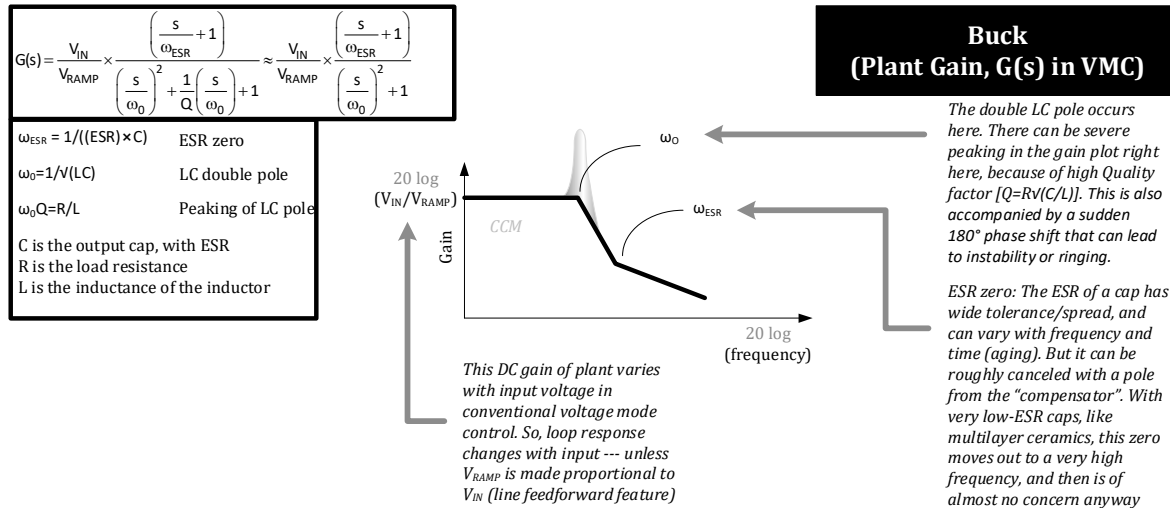 G(s) = V_IN/V_RAMP × (s/ω_ESR + 1) / ((s/ω_0)^2 + 1/Q (s/ω_0) + 1) ≈ V_IN/V_RAMP × (s/ω_ESR + 1) / ((s/ω_0)^2 + 1)
ω_ESR = 1/((ESR)×C) ESR zero
ω_0=1/√(LC) LC double pole
ω_0Q=R/L Peaking of LC pole
C is the output cap, with ESR
R is the load resistance
L is the inductance of the inductor
Buck
(Plant Gain, G(s) in VMC)
20 log
(V_IN/V_RAMP)
Gain
CCM
ω_O
ω_ESR
20 log
(frequency)
This DC gain of plant varies
with input voltage in
conventional voltage mode
control. So, loop response
changes with input --- unless
V_RAMP is made proportional to
V_IN (line feedforward feature)
The double LC pole occurs
here. There can be severe
peaking in the gain plot right
here, because of high Quality
factor [Q=R√(C/L)]. This is also
accompanied by a sudden
180° phase shift that can lead
to instability or ringing.
ESR zero: The ESR of a cap has
wide tolerance/spread, and
can vary with frequency and
time (aging). But it can be
roughly canceled with a pole
from the “compensator”. With
very low-ESR caps, like
multilayer ceramics, this zero
moves out to a very high
frequency, and then is of
almost no concern anyway